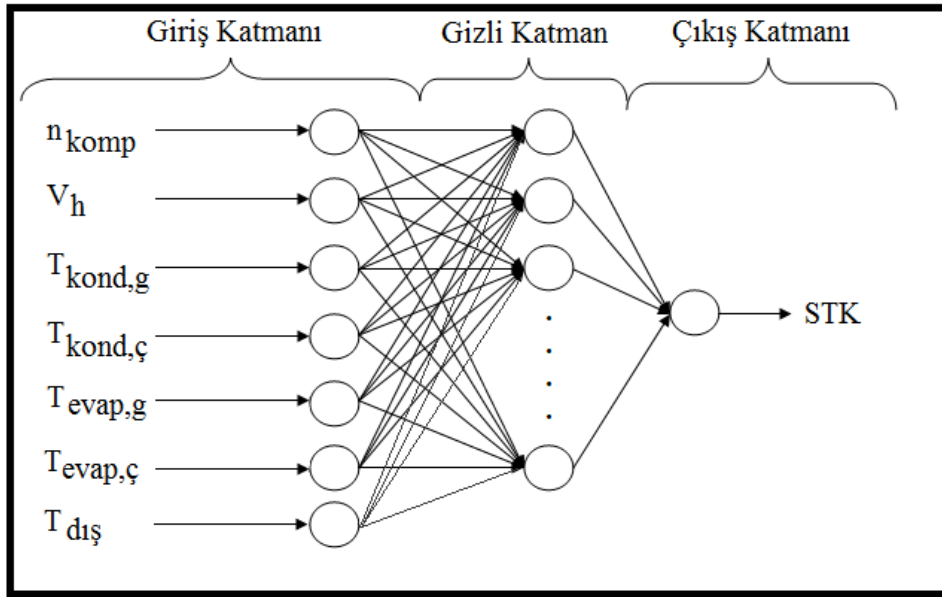 Giriş Katmanı Gizli Katman Çıkış Katmanı
n komp
V h
T kond,g
T kond,ç
T evap,g
T evap,ç
T dış
STK